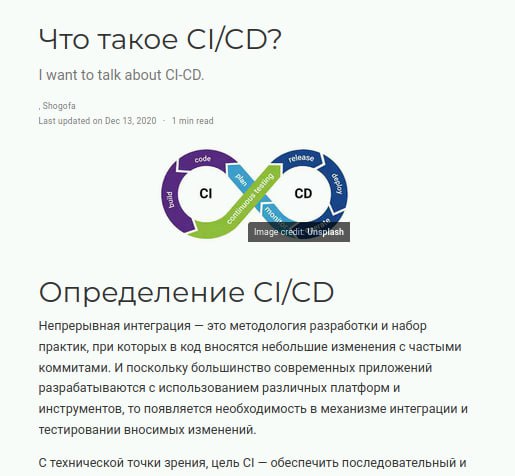 Что такое CI/CD?
I want to talk about CI-CD.
, Shogofa
Last updated on Dec 13, 2020 · 1 min read
code
build
CI
plan
continuous testing
release
deploy
CD
Image credit: Unsplash
Определение CI/CD
Непрерывная интеграция — это методология разработки и набор
практик, при которых в код вносятся небольшие изменения с частыми
коммитами. И поскольку большинство современных приложений
разрабатываются с использованием различных платформ и
инструментов, то появляется необходимость в механизме интеграции и
тестировании вносимых изменений.
С технической точки зрения, цель CI — обеспечить последовательный и